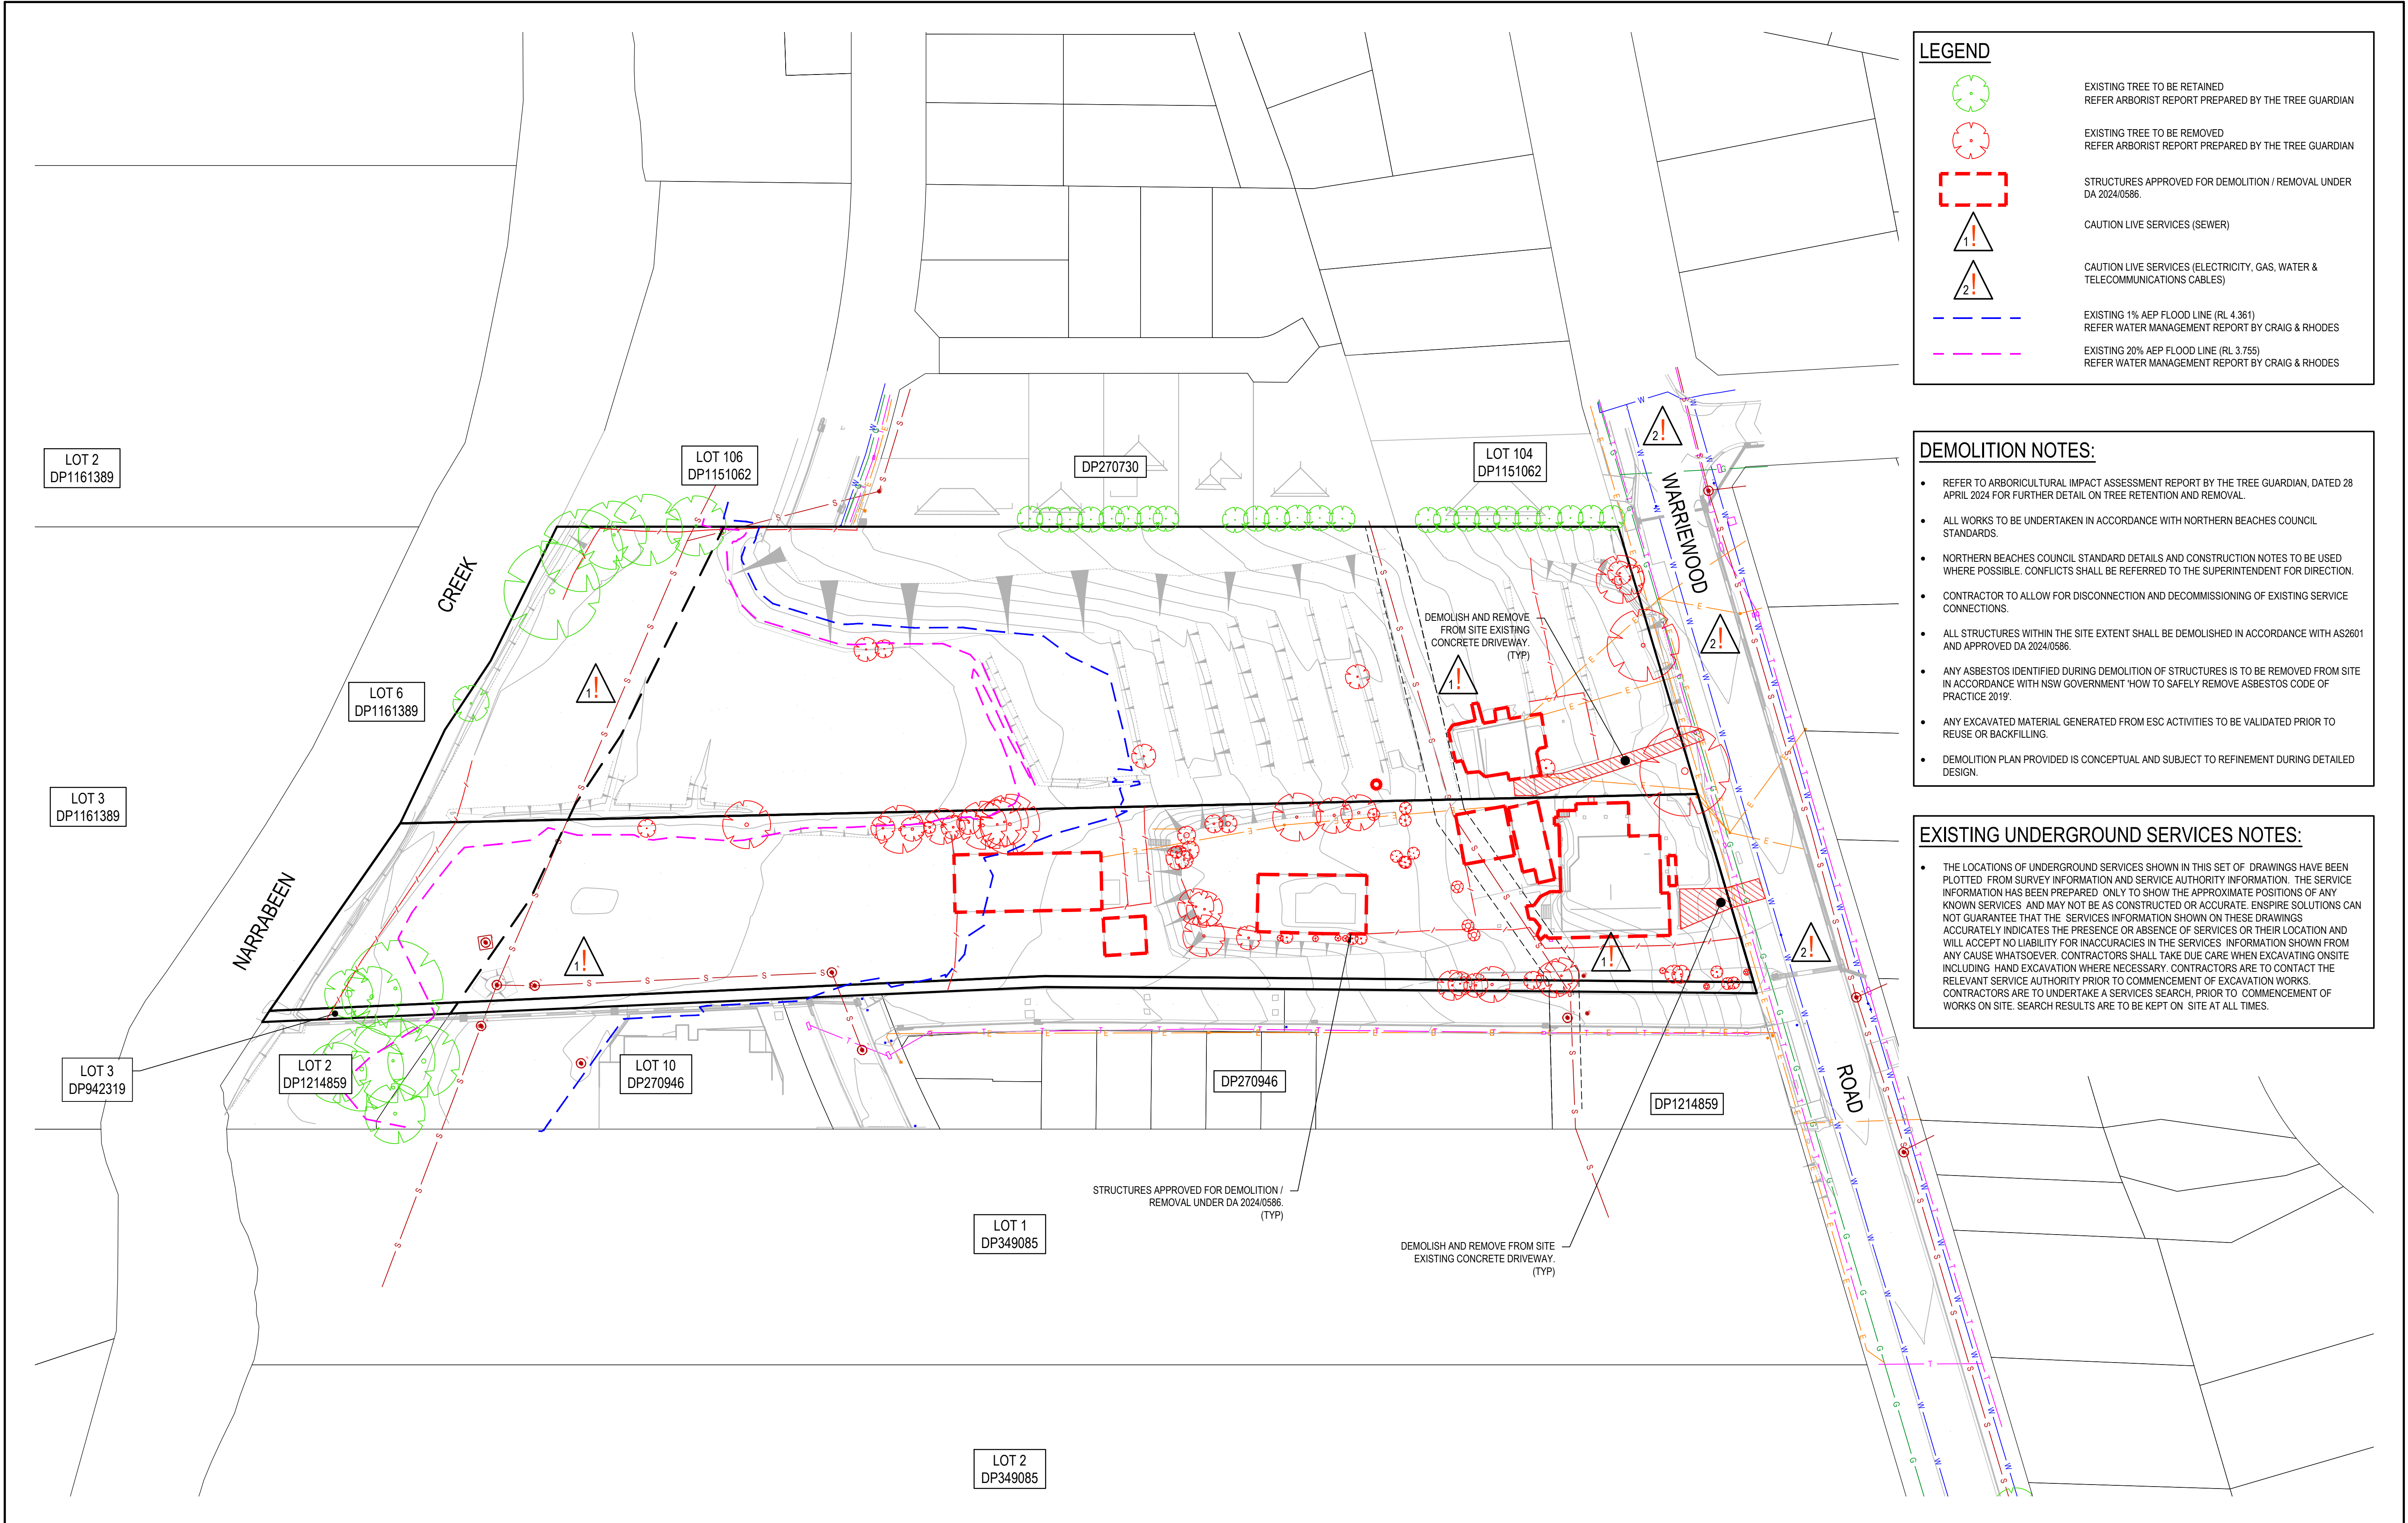 LEGEND
EXISTING TREE TO BE RETAINED
REFER ARBORIST REPORT PREPARED BY THE TREE GUARDIAN
EXISTING TREE TO BE REMOVED
REFER ARBORIST REPORT PREPARED BY THE TREE GUARDIAN
STRUCTURES APPROVED FOR DEMOLITION / REMOVAL UNDER
DA 2024/0586.
1!
CAUTION LIVE SERVICES (SEWER)
2!
CAUTION LIVE SERVICES (ELECTRICITY, GAS, WATER &
TELECOMMUNICATIONS CABLES)
EXISTING 1% AEP FLOOD LINE (RL 4.361)
REFER WATER MANAGEMENT REPORT BY CRAIG & RHODES
EXISTING 20% AEP FLOOD LINE (RL 3.755)
REFER WATER MANAGEMENT REPORT BY CRAIG & RHODES
DEMOLITION NOTES:
• REFER TO ARBORICULTURAL IMPACT ASSESSMENT REPORT BY THE TREE GUARDIAN, DATED 28
APRIL 2024 FOR FURTHER DETAIL ON TREE RETENTION AND REMOVAL.
• ALL WORKS TO BE UNDERTAKEN IN ACCORDANCE WITH NORTHERN BEACHES COUNCIL
STANDARDS.
• NORTHERN BEACHES COUNCIL STANDARD DETAILS AND CONSTRUCTION NOTES TO BE USED
WHERE POSSIBLE. CONFLICTS SHALL BE REFERRED TO THE SUPERINTENDENT FOR DIRECTION.
• CONTRACTOR TO ALLOW FOR DISCONNECTION AND DECOMMISSIONING OF EXISTING SERVICE
CONNECTIONS.
• ALL STRUCTURES WITHIN THE SITE EXTENT SHALL BE DEMOLISHED IN ACCORDANCE WITH AS2601
AND APPROVED DA 2024/0586.
• ANY ASBESTOS IDENTIFIED DURING DEMOLITION OF STRUCTURES IS TO BE REMOVED FROM SITE
IN ACCORDANCE WITH NSW GOVERNMENT 'HOW TO SAFELY REMOVE ASBESTOS CODE OF
PRACTICE 2019'.
• ANY EXCAVATED MATERIAL GENERATED FROM ESC ACTIVITIES TO BE VALIDATED PRIOR TO
REUSE OR BACKFILLING.
• DEMOLITION PLAN PROVIDED IS CONCEPTUAL AND SUBJECT TO REFINEMENT DURING DETAILED
DESIGN.
EXISTING UNDERGROUND SERVICES NOTES:
• THE LOCATIONS OF UNDERGROUND SERVICES SHOWN IN THIS SET OF DRAWINGS HAVE BEEN
PLOTTED FROM SURVEY INFORMATION AND SERVICE AUTHORITY INFORMATION. THE SERVICE
INFORMATION HAS BEEN PREPARED ONLY TO SHOW THE APPROXIMATE POSITIONS OF ANY
KNOWN SERVICES AND MAY NOT BE AS CONSTRUCTED OR ACCURATE. ENSPIRE SOLUTIONS CAN
NOT GUARANTEE THAT THE SERVICES INFORMATION SHOWN ON THESE DRAWINGS
ACCURATELY INDICATES THE PRESENCE OR ABSENCE OF SERVICES OR THEIR LOCATION AND
WILL ACCEPT NO LIABILITY FOR INACCURACIES IN THE SERVICES INFORMATION SHOWN FROM
ANY CAUSE WHATSOEVER. CONTRACTORS SHALL TAKE DUE CARE WHEN EXCAVATING ONSITE
INCLUDING HAND EXCAVATION WHERE NECESSARY. CONTRACTORS ARE TO CONTACT THE
RELEVANT SERVICE AUTHORITY PRIOR TO COMMENCEMENT OF EXCAVATION WORKS.
CONTRACTORS ARE TO UNDERTAKE A SERVICES SEARCH, PRIOR TO COMMENCEMENT OF
WORKS ON SITE. SEARCH RESULTS ARE TO BE KEPT ON SITE AT ALL TIMES.
LOT 2
DP1161389
LOT 106
DP1151062
DP270730
LOT 104
DP1151062
2!
WARRIEWOOD
CREEK
DEMOLISH AND REMOVE
FROM SITE EXISTING
CONCRETE DRIVEWAY.
(TYP)
2!
1!
1!
LOT 6
DP1161389
LOT 3
DP1161389
NARRABEEN
1!
1!
2!
LOT 3
DP942319
LOT 2
DP1214859
LOT 10
DP270946
DP270946
DP1214859
ROAD
STRUCTURES APPROVED FOR DEMOLITION /
REMOVAL UNDER DA 2024/0586.
(TYP)
LOT 1
DP349085
DEMOLISH AND REMOVE FROM SITE
EXISTING CONCRETE DRIVEWAY.
(TYP)
LOT 2
DP349085